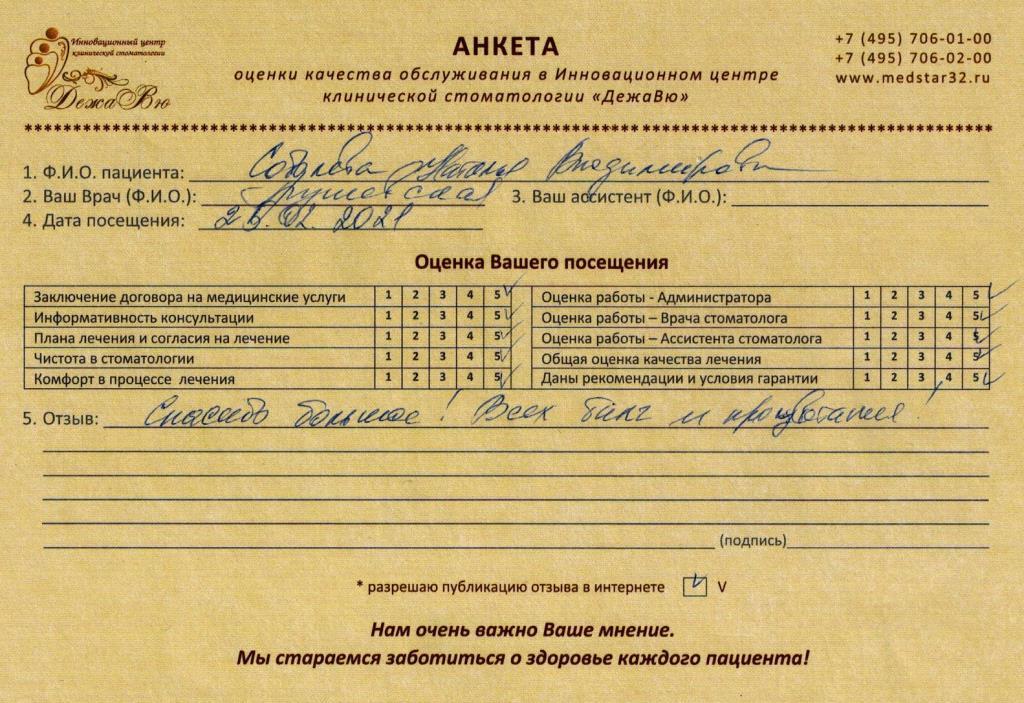 Инновационный центр
клинической стоматологии
ДежаВю
АНКЕТА
оценки качества обслуживания в Инновационном центре
клинической стоматологии «ДежаВю»
+7 (495) 706-01-00
+7 (495) 706-02-00
www.medstar32.ru
1. Ф.И.О. пациента: Соболева Наталья Владимировна
2. Ваш Врач (Ф.И.О.): 3. Ваш ассистент (Ф.И.О.):
4. Дата посещения: 02. 2021
Оценка Вашего посещения
Заключение договора на медицинские услуги 1 2 3 4 5
Информативность консультации 1 2 3 4 5
Плана лечения и согласия на лечение 1 2 3 4 5
Чистота в стоматологии 1 2 3 4 5
Комфорт в процессе лечения 1 2 3 4 5
Оценка работы - Администратора 1 2 3 4 5
Оценка работы – Врача стоматолога 1 2 3 4 5
Оценка работы – Ассистента стоматолога 1 2 3 4 5
Общая оценка качества лечения 1 2 3 4 5
Даны рекомендации и условия гарантии 1 2 3 4 5
5. Отзыв: Спасибо большое! Всех благ и процветания!
(подпись)
* разрешаю публикацию отзыва в интернете V
Нам очень важно Ваше мнение.
Мы стараемся заботиться о здоровье каждого пациента!